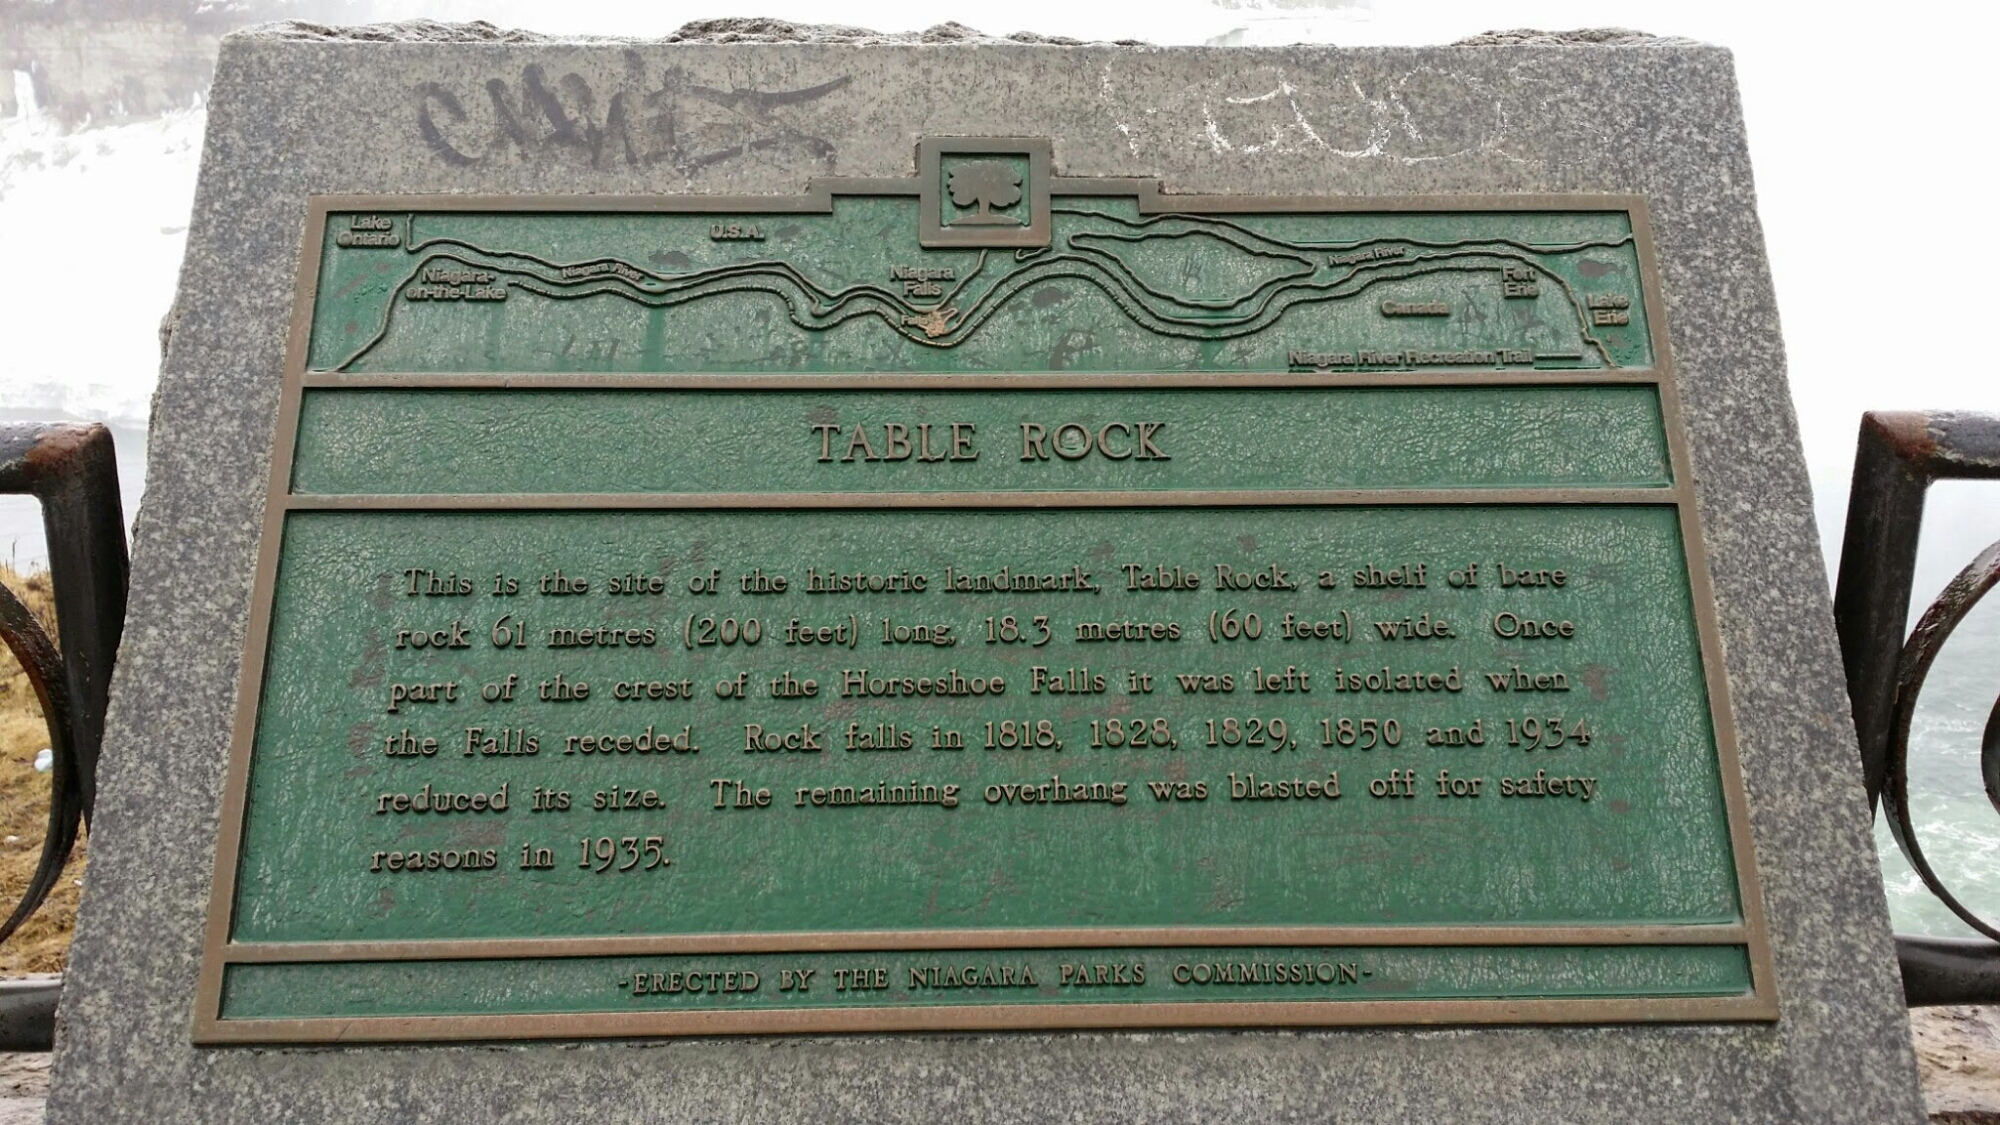 Lake
Ontario
U.S.A.
Niagara-
on-the-Lake
Niagara River
Niagara
Falls
Niagara River
Fort
Erie
Canada
Lake
Erie
Niagara River Recreation Trail
TABLE ROCK
This is the site of the historic landmark, Table Rock, a shelf of bare
rock 61 metres (200 feet) long, 18.3 metres (60 feet) wide. Once
part of the crest of the Horseshoe Falls it was left isolated when
the Falls receded. Rock falls in 1818, 1828, 1829, 1850 and 1934
reduced its size. The remaining overhang was blasted off for safety
reasons in 1935.
-ERECTED BY THE NIAGARA PARKS COMMISSION-